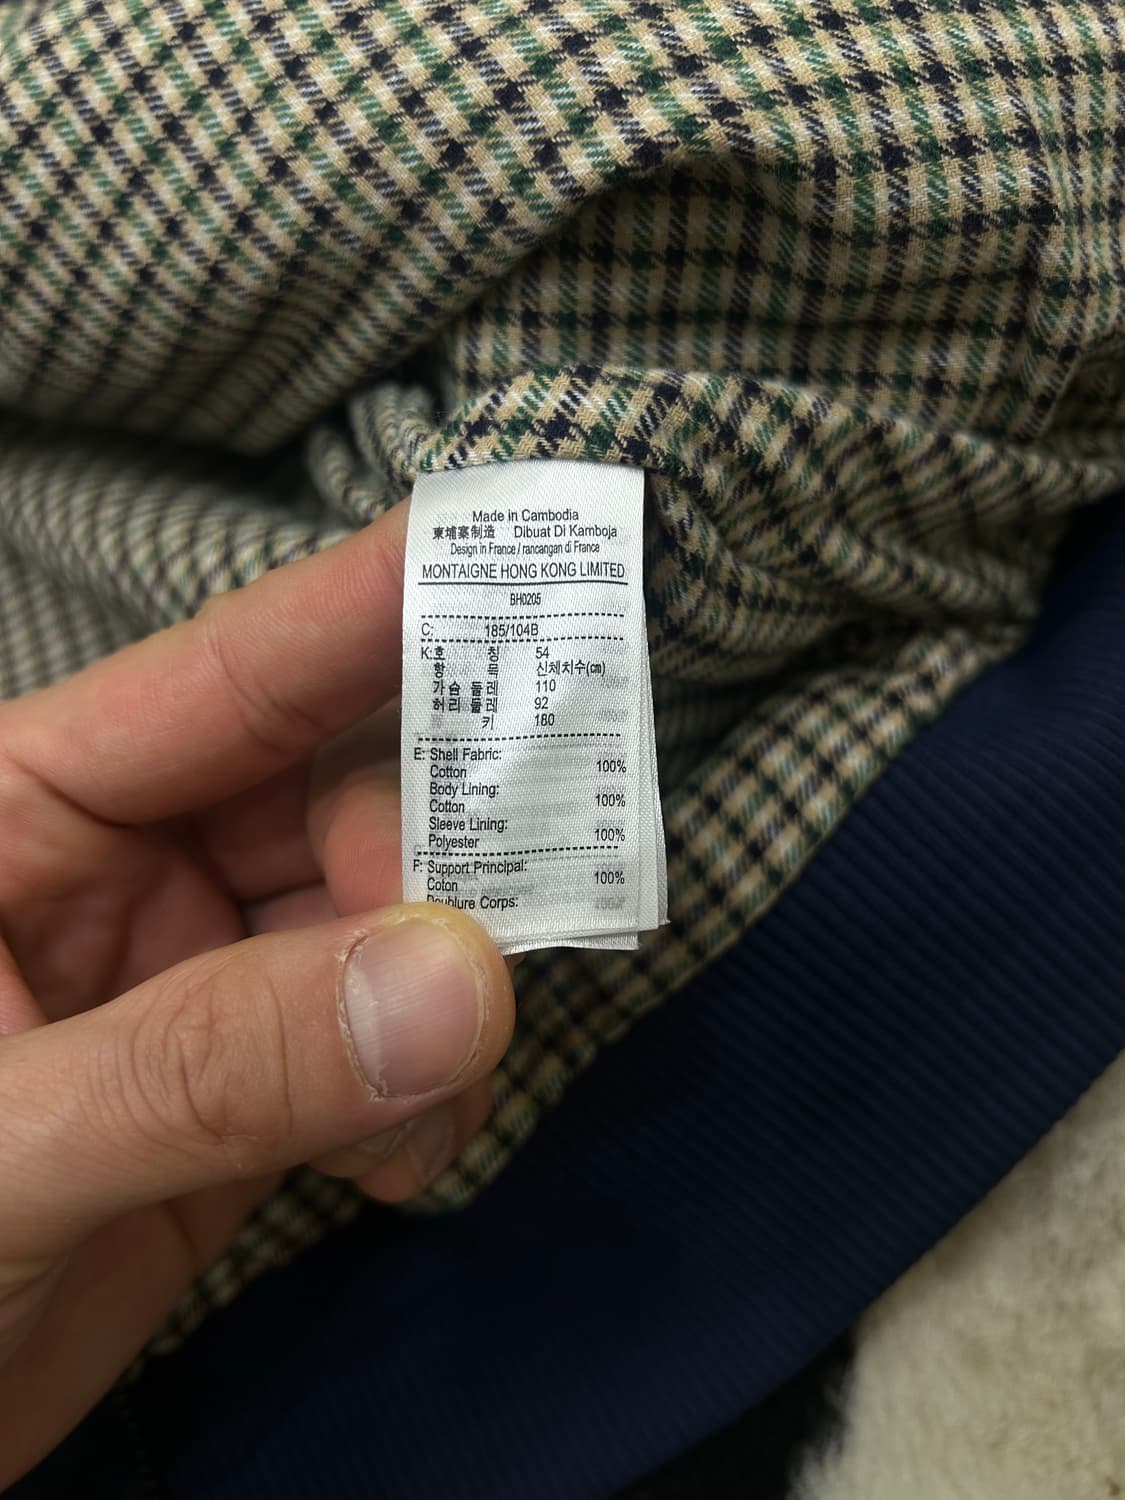 Made in Cambodia
柬埔寨制造 Dibuat Di Kamboja
Design in France / rancangan di France
MONTAIGNE HONG KONG LIMITED
BH0205
C: 185/104B
K:호 칭 54
항 목 신체치수(㎝)
가슴 둘레 110
허리 둘레 92
키 180
E: Shell Fabric:
Cotton 100%
Body Lining:
Cotton 100%
Sleeve Lining:
Polyester 100%
F: Support Principal:
Coton 100%
Doublure Corps: